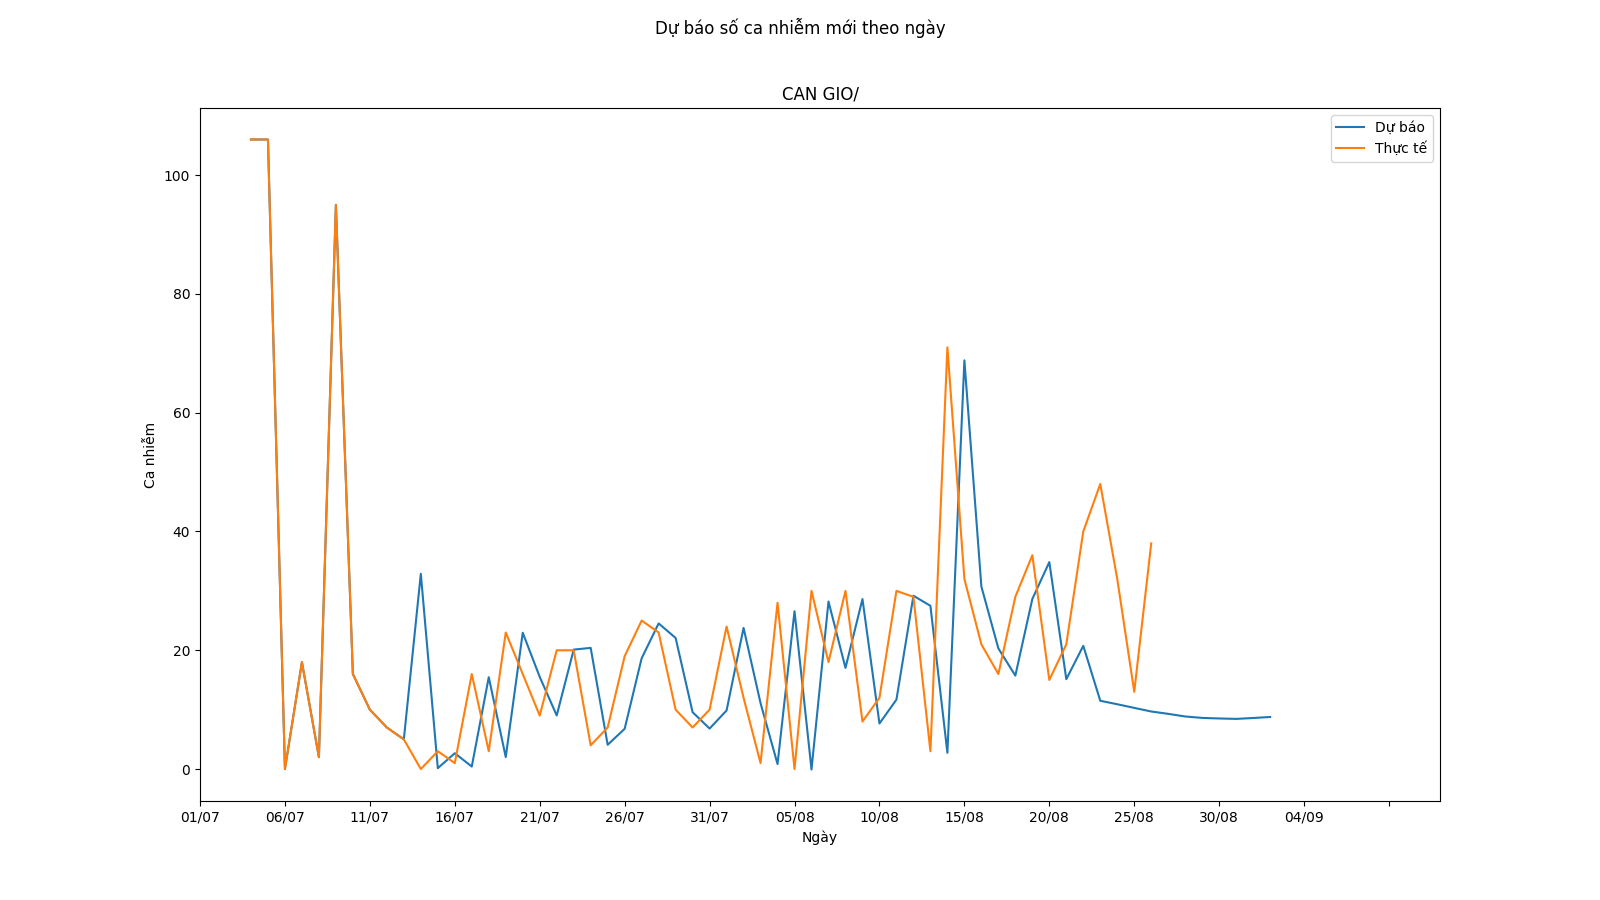 Dự báo số ca nhiễm mới theo ngày
CAN GIO/
Dự báo
Thực tế
100
80
60
40
20
0
Ca nhiễm
01/07 06/07 11/07 16/07 21/07 26/07 31/07 05/08 10/08 15/08 20/08 25/08 30/08 04/09
Ngày